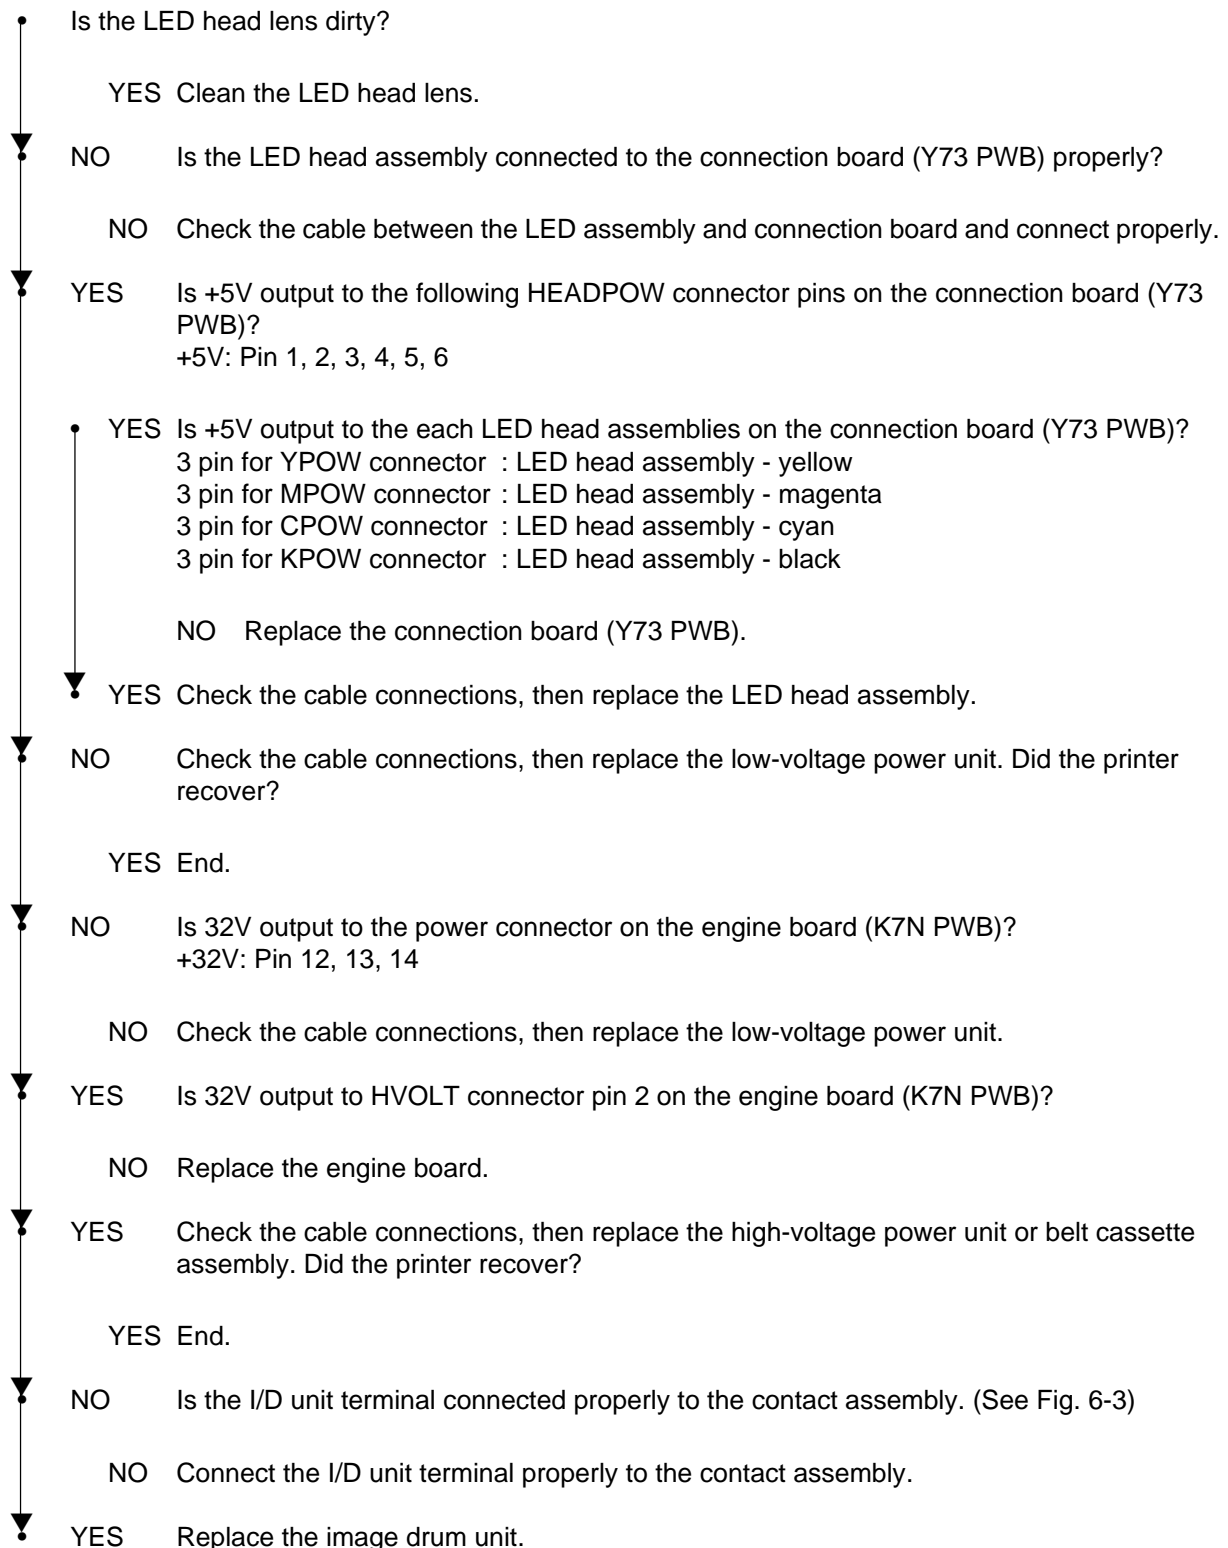 Is the LED head lens dirty?
YES Clean the LED head lens.
NO Is the LED head assembly connected to the connection board (Y73 PWB) properly?
NO Check the cable between the LED assembly and connection board and connect properly.
YES Is +5V output to the following HEADPOW connector pins on the connection board (Y73
PWB)?
+5V: Pin 1, 2, 3, 4, 5, 6
YES Is +5V output to the each LED head assemblies on the connection board (Y73 PWB)?
3 pin for YPOW connector : LED head assembly - yellow
3 pin for MPOW connector : LED head assembly - magenta
3 pin for CPOW connector : LED head assembly - cyan
3 pin for KPOW connector : LED head assembly - black
NO Replace the connection board (Y73 PWB).
YES Check the cable connections, then replace the LED head assembly.
NO Check the cable connections, then replace the low-voltage power unit. Did the printer
recover?
YES End.
NO Is 32V output to the power connector on the engine board (K7N PWB)?
+32V: Pin 12, 13, 14
NO Check the cable connections, then replace the low-voltage power unit.
YES Is 32V output to HVOLT connector pin 2 on the engine board (K7N PWB)?
NO Replace the engine board.
YES Check the cable connections, then replace the high-voltage power unit or belt cassette
assembly. Did the printer recover?
YES End.
NO Is the I/D unit terminal connected properly to the contact assembly. (See Fig. 6-3)
NO Connect the I/D unit terminal properly to the contact assembly.
YES Replace the image drum unit.